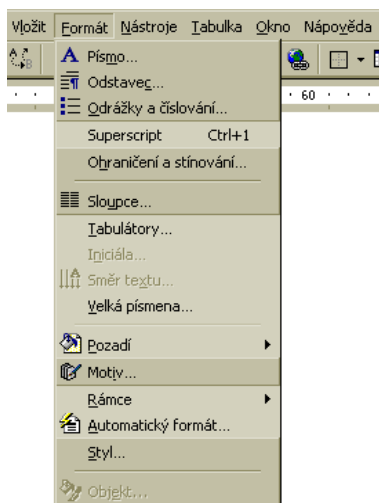 Vložit Formát Nástroje Tabulka Okno Nápověda
Písmo...
Odstavec...
60
Odrážky a číslování...
Superscript Ctrl+1
Ohraničení a stínování...
Sloupce...
Tabulátory...
Iniciála...
Směr textu...
Velká písmena...
Pozadí
Motiv...
Rámce
Automatický formát...
Styl...
Objekt...